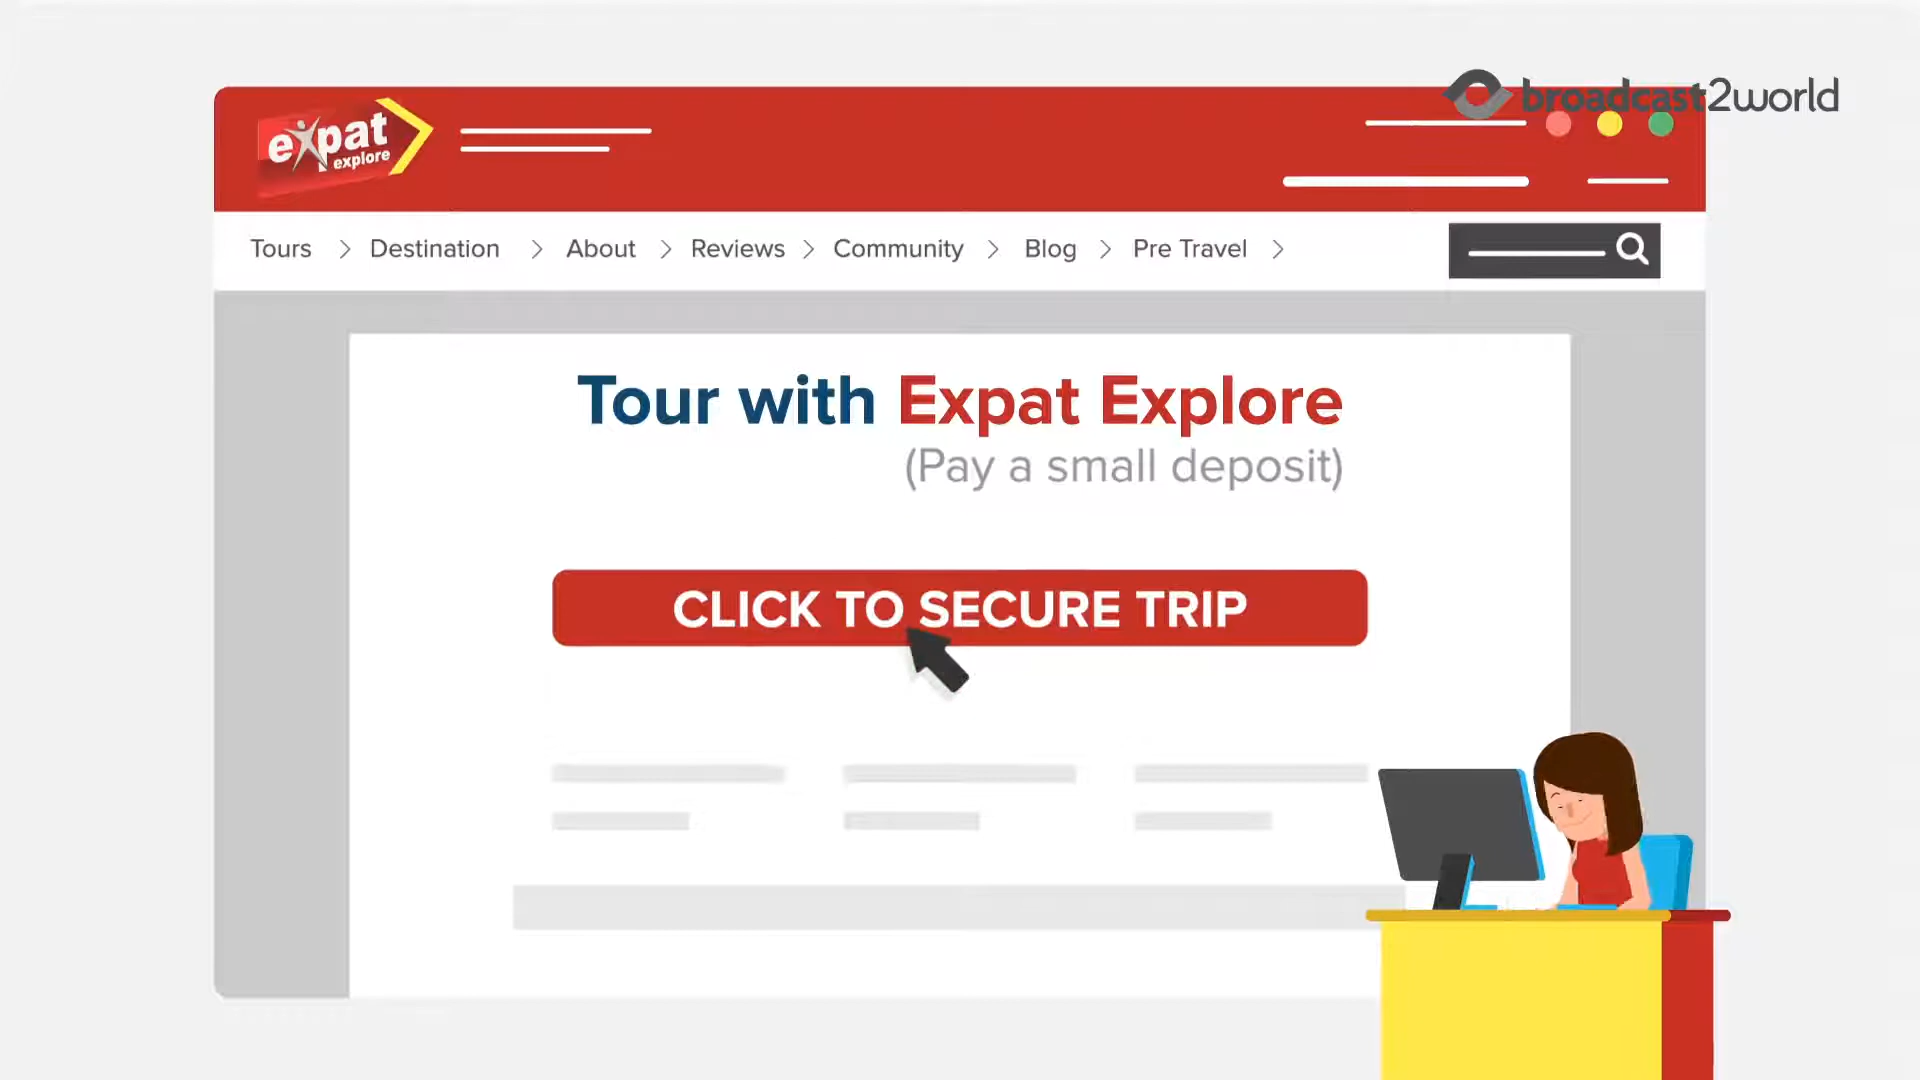 broadcast2world
expat
explore
Tours Destination About Reviews Community Blog Pre Travel
Tour with Expat Explore
(Pay a small deposit)
CLICK TO SECURE TRIP